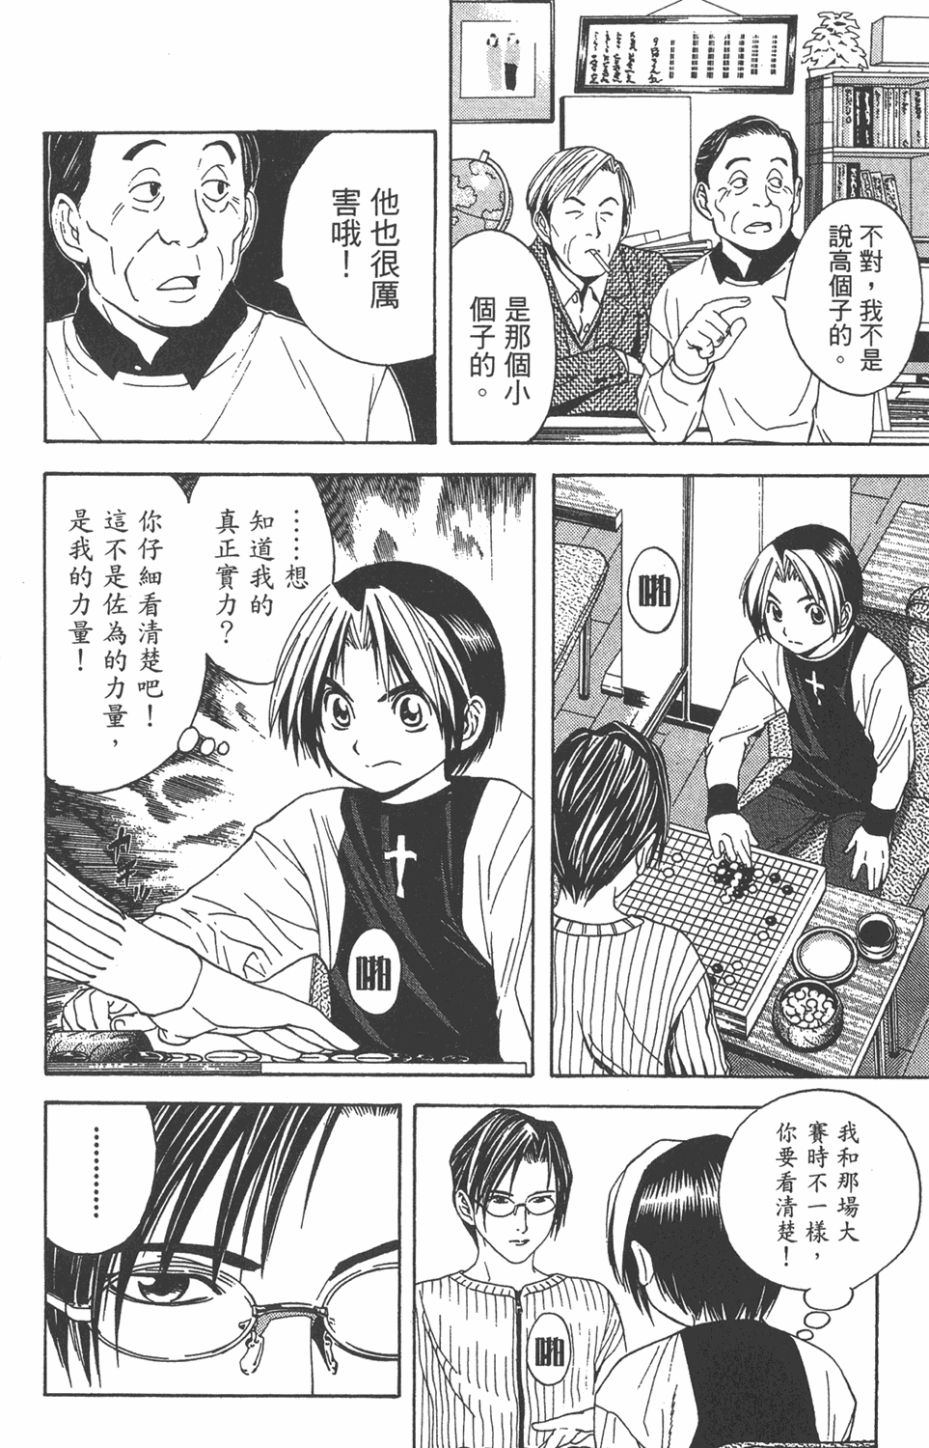 不對，我不是
說高個子的。
是那個小
個子的。
他也很厲
害哦！
啪
……想
知道我的
真正實力？
你仔細看清楚吧！
這不是佐為的力量，
是我的力量！
啪
我和那場大
賽時不一樣，
你要看清楚！
啪
………